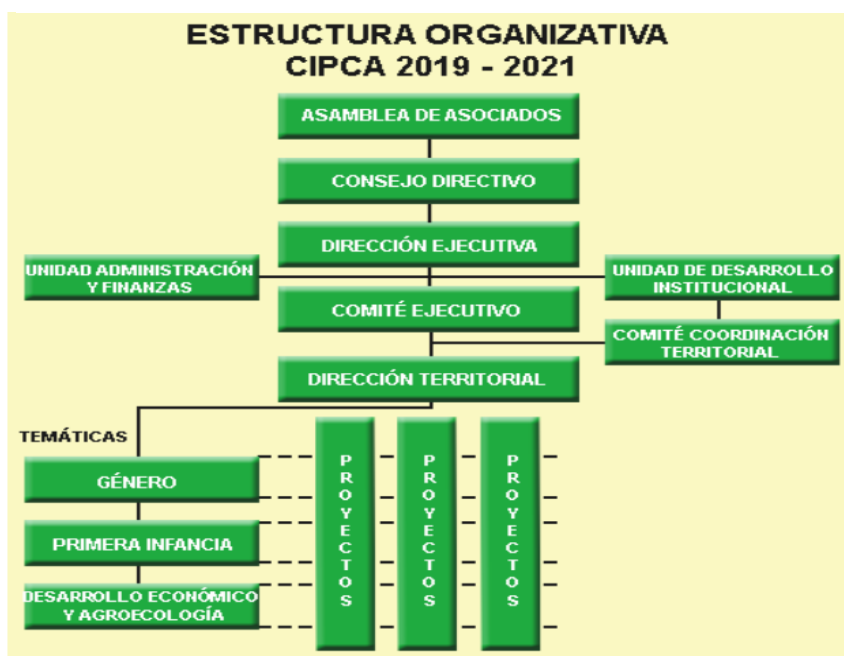 ESTRUCTURA ORGANIZATIVA
CIPCA 2019 - 2021
ASAMBLEA DE ASOCIADOS
CONSEJO DIRECTIVO
DIRECCIÓN EJECUTIVA
UNIDAD ADMINISTRACIÓN
Y FINANZAS
UNIDAD DE DESARROLLO
INSTITUCIONAL
COMITÉ EJECUTIVO
COMITÉ COORDINACIÓN
TERRITORIAL
DIRECCIÓN TERRITORIAL
TEMÁTICAS
GÉNERO
PRIMERA INFANCIA
DESARROLLO ECONÓMICO
Y AGROECOLOGÍA
PROYECTOS
PROYECTOS
PROYECTOS